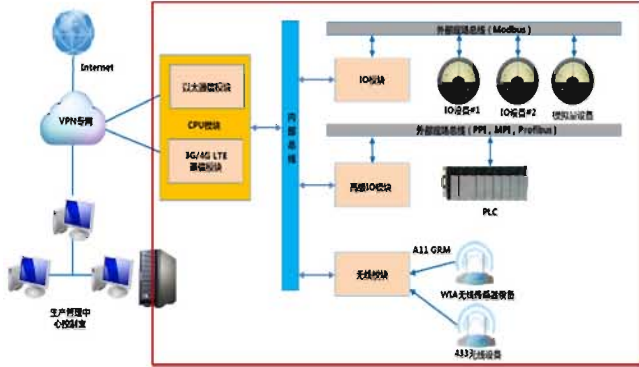 外部现场总线 ( Modbus )
Internet
以太通信模块
IO模块
IO设备#1
IO设备#2
模拟量设备
VPN专网
CPU模块
外部现场总线 ( PPI , MPI , Profibus )
3G/4G LTE
通信模块
内部总线
高级IO模块
PLC
A11 GRM
无线模块
WIA无线传感器设备
生产管理中
心控制室
433无线设备